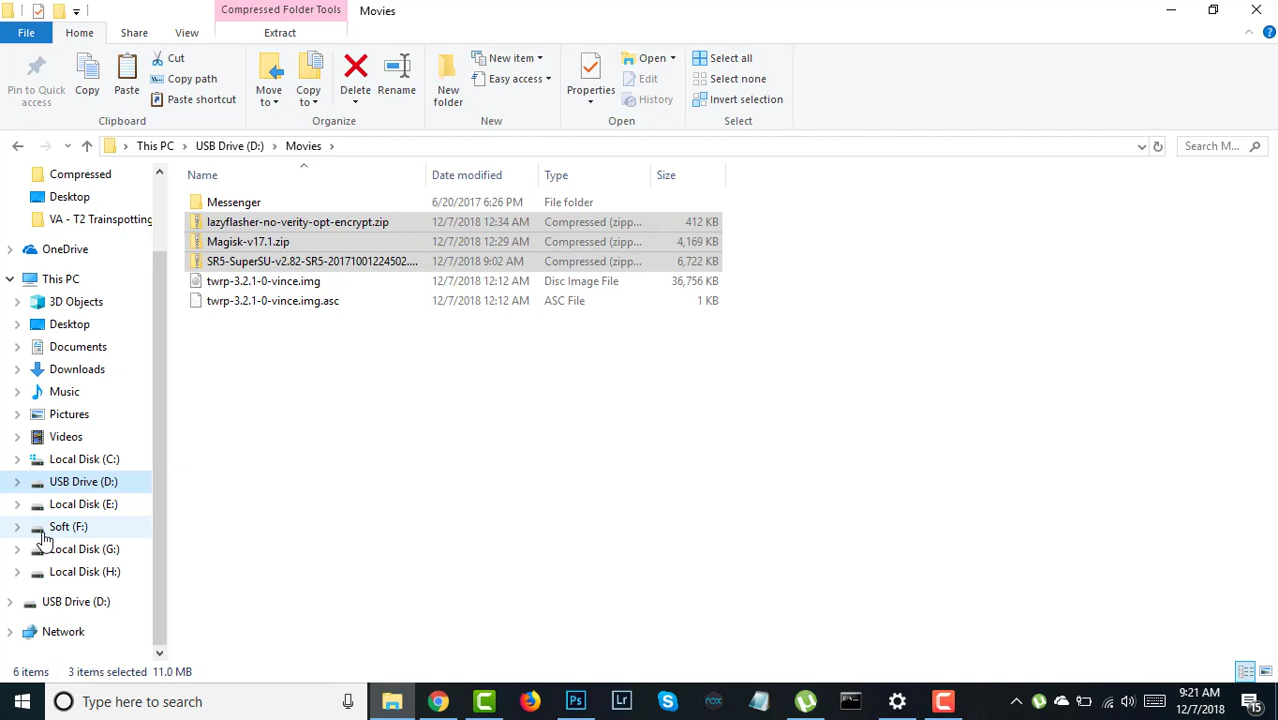 Compressed Folder Tools Movies
File Home Share View Extract
Pin to Quick access
Copy
Paste
Cut
Copy path
Paste shortcut
Clipboard
Move to
Copy to
Delete
Rename
Organize
New folder
New item
Easy access
New
Properties
Open
Edit
History
Open
Select all
Select none
Invert selection
Select
This PC USB Drive (D:) Movies
Search M...
Compressed
Desktop
VA - T2 Trainspotting
OneDrive
This PC
3D Objects
Desktop
Documents
Downloads
Music
Pictures
Videos
Local Disk (C:)
USB Drive (D:)
Local Disk (E:)
Soft (F:)
Local Disk (G:)
Local Disk (H:)
USB Drive (D:)
Network
Name Date modified Type Size
Messenger 6/20/2017 6:26 PM File folder
lazyflasher-no-verity-opt-encrypt.zip 12/7/2018 12:34 AM Compressed (zipp... 412 KB
Magisk-v17.1.zip 12/7/2018 12:29 AM Compressed (zipp... 4,169 KB
SR5-SuperSU-v2.82-SR5-20171001224502.... 12/7/2018 9:02 AM Compressed (zipp... 6,722 KB
twrp-3.2.1-0-vince.img 12/7/2018 12:12 AM Disc Image File 36,756 KB
twrp-3.2.1-0-vince.img.asc 12/7/2018 12:12 AM ASC File 1 KB
6 items 3 items selected 11.0 MB
Type here to search
Ps
Lr
nox
9:21 AM
12/7/2018
15